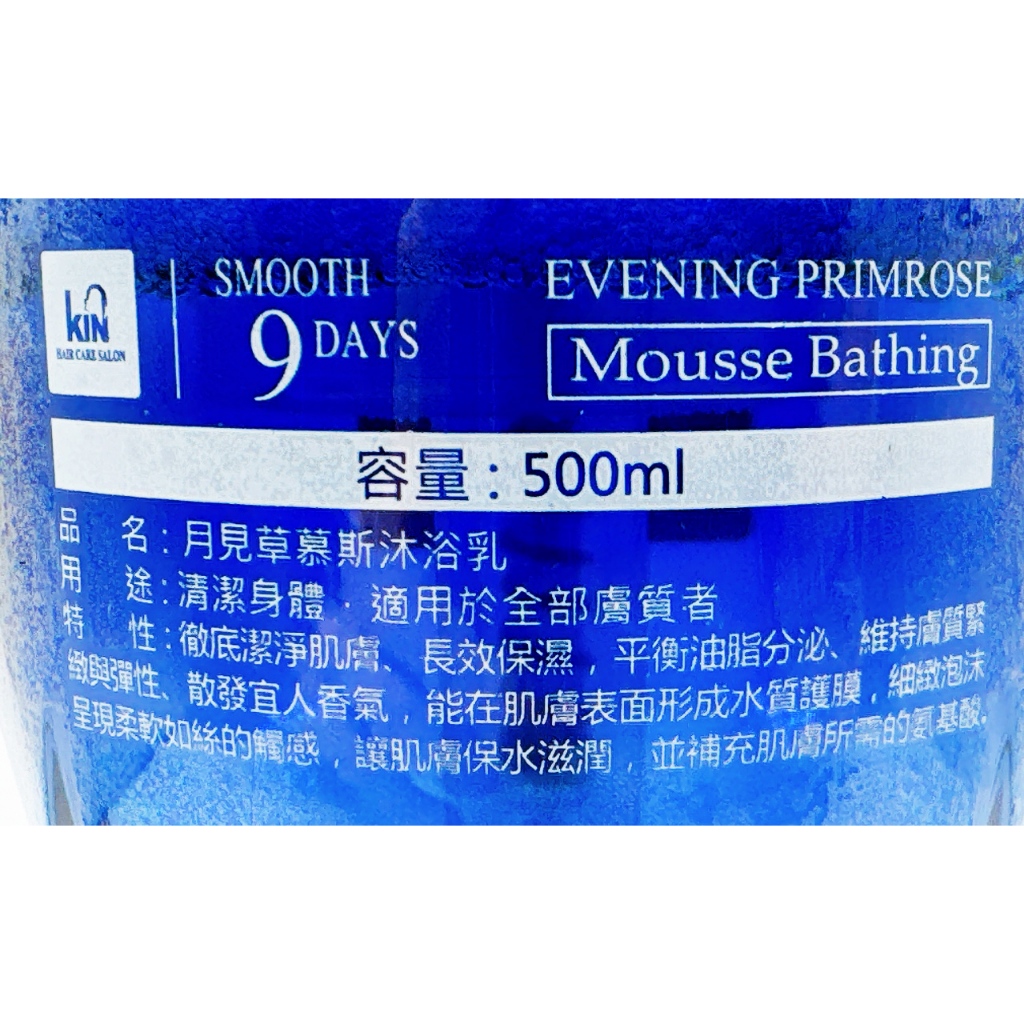 KIN
HAIR CARE SALON
SMOOTH
9 DAYS
EVENING PRIMROSE
Mousse Bathing
容量：500ml
品　名：月見草慕斯沐浴乳
用　途：清潔身體．適用於全部膚質者
特　性：徹底潔淨肌膚、長效保濕，平衡油脂分泌、維持膚質緊
緻與彈性、散發宜人香氣，能在肌膚表面形成水質護膜，細緻泡沫
呈現柔軟如絲的觸感，讓肌膚保水滋潤，並補充肌膚所需的氨基酸.